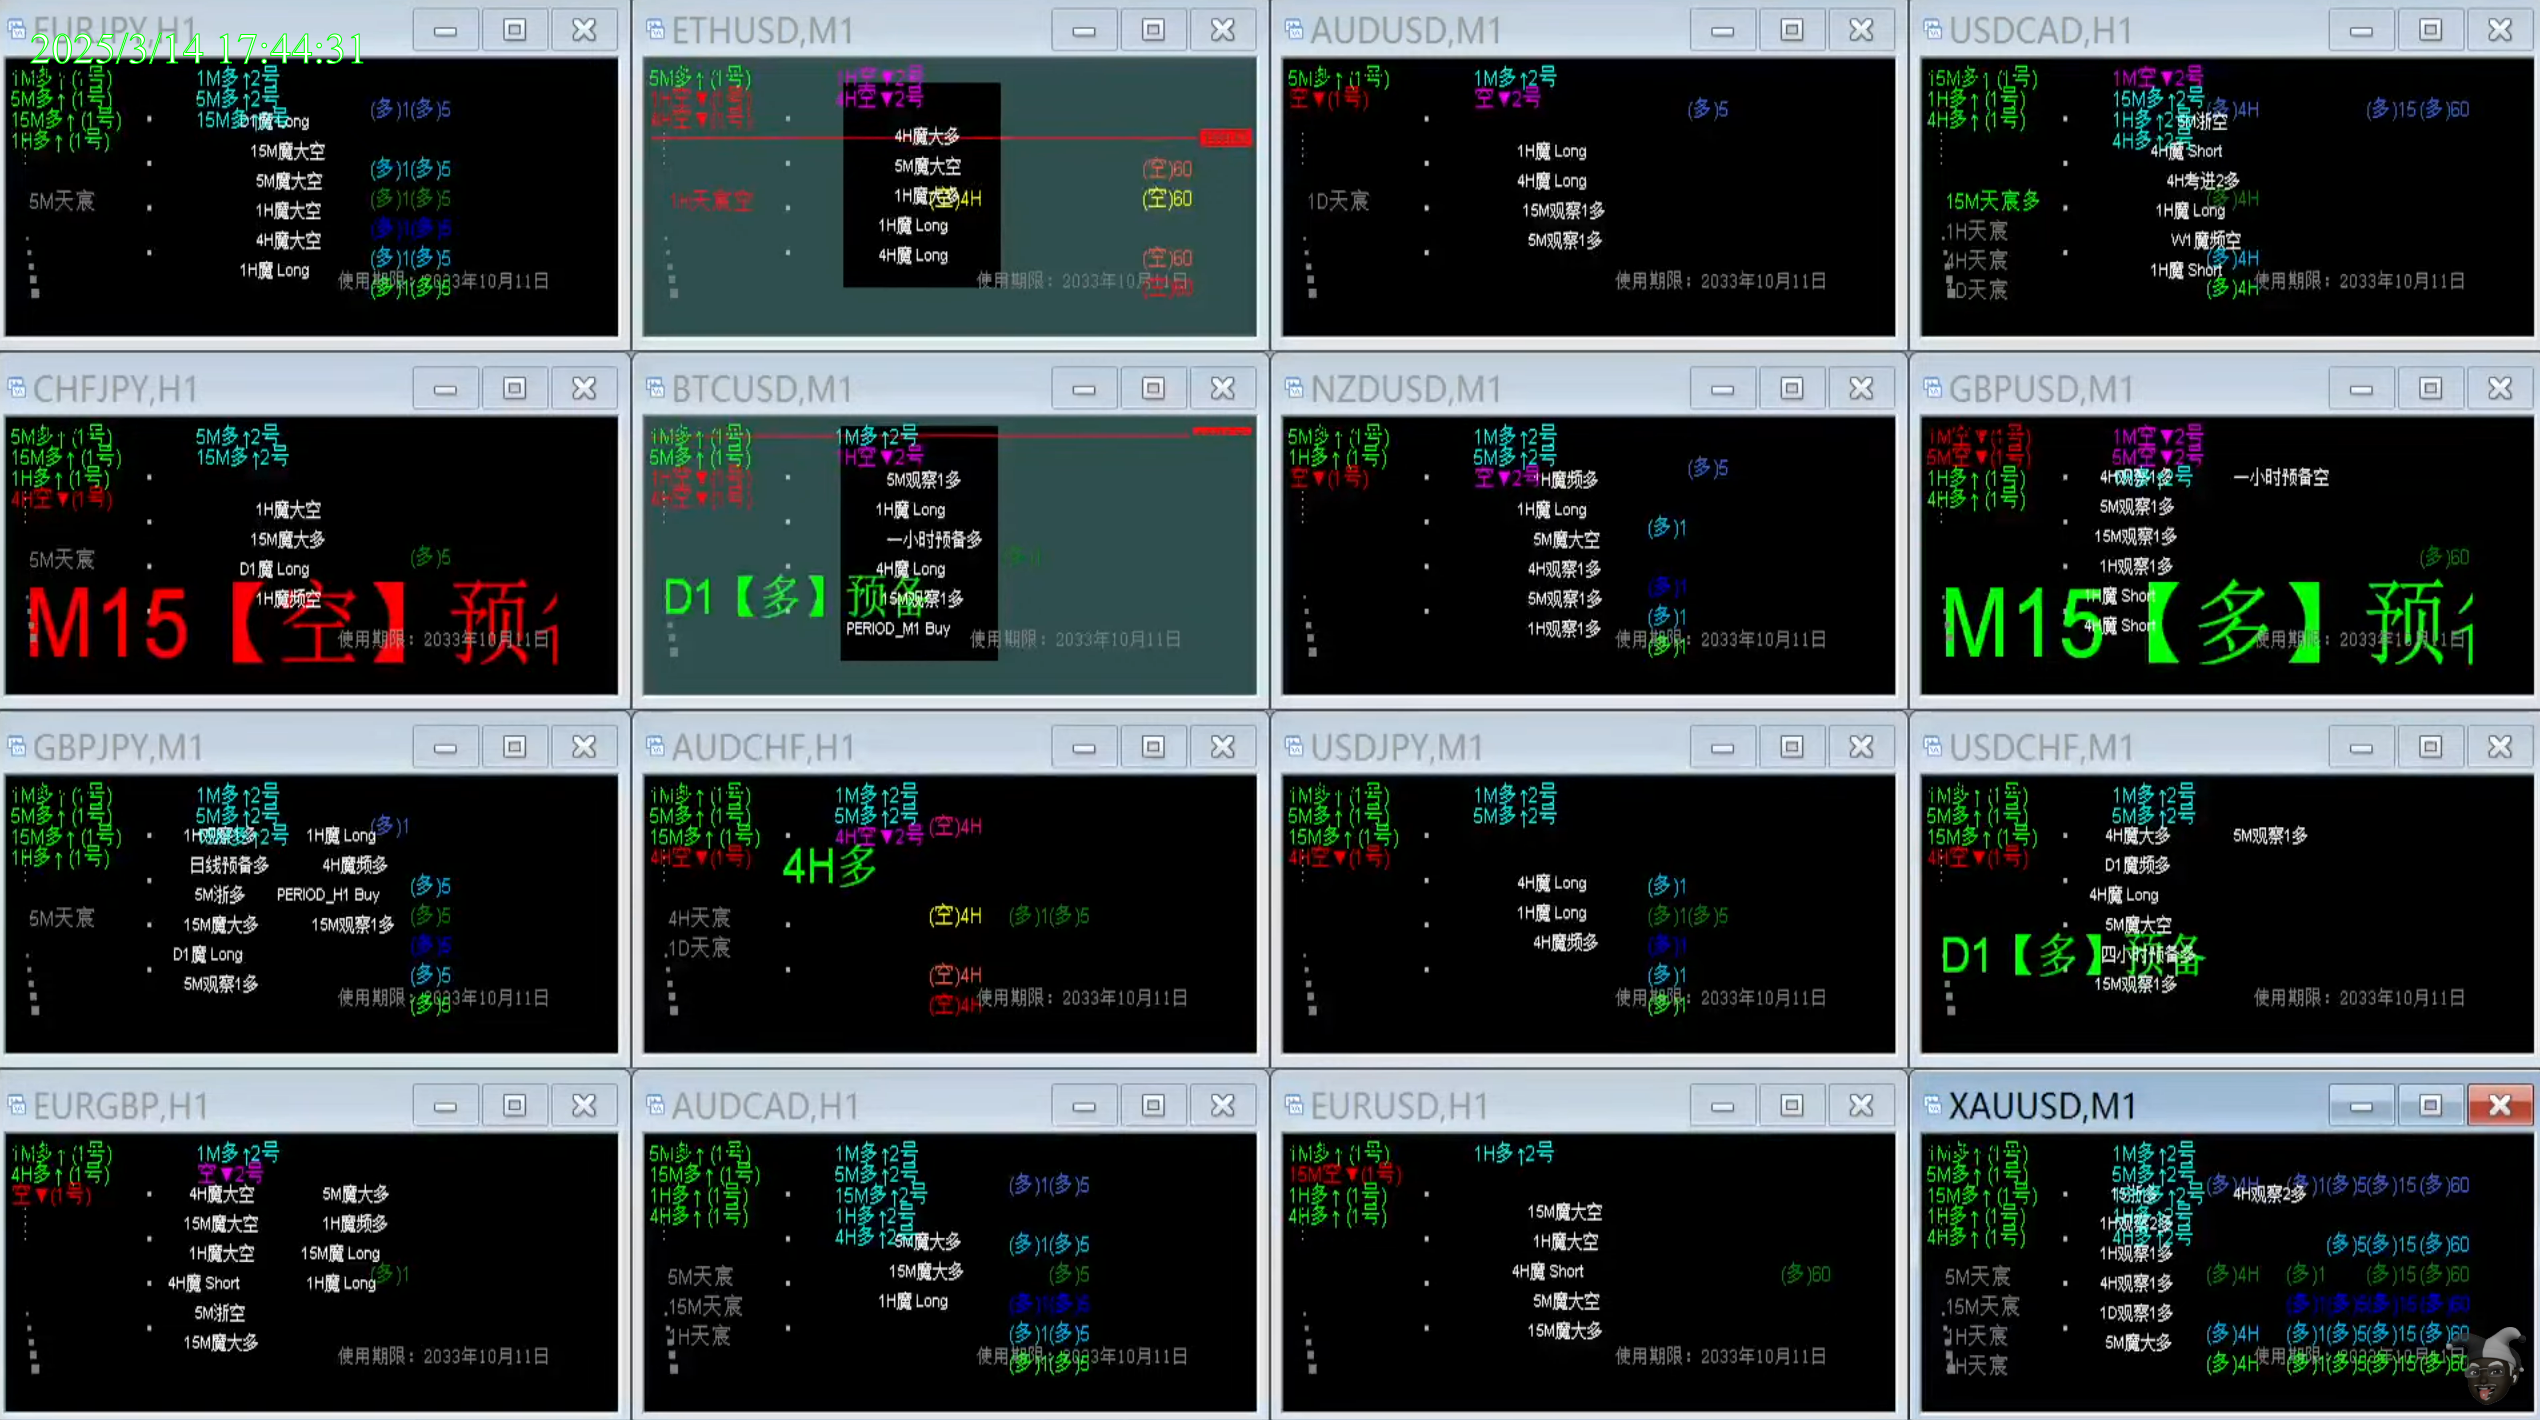 EURJPY,H1
2025/3/14 17:44:31
1M多↑(1号)
5M多↑(1号)
15M多↑(1号)
1H多↑(1号)
1M多↑2号
5M多↑2号
15M多↑2号
D1魔 Long
15M魔大空
5M魔大空
1H魔大空
4H魔大空
1H魔 Long
5M天宸
(多)1(多)5
(多)1(多)5
(多)1(多)5
(多)1(多)5
(多)1(多)5
(多)1(多)5
使用期限：2033年10月11日
ETHUSD,M1
5M多↑(1号)
1H空▼(1号)
4H空▼(1号)
1H空▼2号
4H空▼2号
4H魔大多
5M魔大空
1H魔大多
1H魔 Long
4H魔 Long
1H天宸空
(空)60
(空)4H
(空)60
(空)60
(空)60
使用期限：2033年10月11日
AUDUSD,M1
5M多↑(1号)
空▼(1号)
1M多↑2号
空▼2号
(多)5
1H魔 Long
4H魔 Long
15M观察1多
5M观察1多
1D天宸
使用期限：2033年10月11日
USDCAD,H1
15M多↑(1号)
1H多↑(1号)
4H多↑(1号)
1M空▼2号
15M多↑2号
1H多↑2号
4H多↑2号
(多)4H
(多)15(多)60
5M浙空
4H魔 Short
4H考进2多
1H魔 Long
W1魔频空
1H魔 Short
15M天宸多
1H天宸
4H天宸
1D天宸
(多)4H
(多)4H
(多)4H
使用期限：2033年10月11日
CHFJPY,H1
5M多↑(1号)
15M多↑(1号)
1H多↑(1号)
4H空▼(1号)
5M多↑2号
15M多↑2号
1H魔大空
15M魔大多
D1魔 Long
1H魔频空
5M天宸
(多)5
M15【空】预
使用期限：2033年10月11日
BTCUSD,M1
1M多↑(1号)
5M多↑(1号)
1H空▼(1号)
4H空▼(1号)
1M多↑2号
1H空▼2号
5M观察1多
1H魔 Long
一小时预备多
4H魔 Long
15M观察1多
PERIOD_M1 Buy
D1【多】预备
使用期限：2033年10月11日
NZDUSD,M1
5M多↑(1号)
1H多↑(1号)
空▼(1号)
1M多↑2号
5M多↑2号
空▼2号
1H魔频多
1H魔 Long
5M魔大空
4H观察1多
5M观察1多
1H观察1多
(多)5
(多)1
(多)1
(多)1
(多)1
使用期限：2033年10月11日
GBPUSD,M1
1M空▼(1号)
5M空▼(1号)
1H多↑(1号)
4H多↑(1号)
1M空▼2号
5M空▼2号
4H观察1多
一小时预备空
5M观察1多
15M观察1多
1H观察1多
1H魔 Short
4H魔 Short
(多)60
M15【多】预
使用期限：2033年10月11日
GBPJPY,M1
1M多↑(1号)
5M多↑(1号)
15M多↑(1号)
1H多↑(1号)
1M多↑2号
5M多↑2号
1H魔 Long
日线预备多
4H魔频多
5M浙多
PERIOD_H1 Buy
15M魔大多
15M观察1多
D1魔 Long
5M观察1多
5M天宸
(多)1
(多)5
(多)5
(多)5
(多)5
(多)5
使用期限：2033年10月11日
AUDCHF,H1
1M多↑(1号)
5M多↑(1号)
15M多↑(1号)
4H空▼(1号)
1M多↑2号
5M多↑2号
4H空▼2号
(空)4H
4H多
4H天宸
1D天宸
(空)4H
(多)1(多)5
(空)4H
(空)4H
使用期限：2033年10月11日
USDJPY,M1
1M多↑(1号)
5M多↑(1号)
15M多↑(1号)
4H空▼(1号)
1M多↑2号
5M多↑2号
4H魔 Long
1H魔 Long
4H魔频多
(多)1
(多)1(多)5
(多)1
(多)1
(多)1
使用期限：2033年10月11日
USDCHF,M1
1M多↑(1号)
5M多↑(1号)
15M多↑(1号)
4H空▼(1号)
1M多↑2号
5M多↑2号
4H魔大多
5M观察1多
D1魔频多
4H魔 Long
5M魔大空
四小时预备多
15M观察1多
D1【多】预备
使用期限：2033年10月11日
EURGBP,H1
1M多↑(1号)
4H多↑(1号)
空▼(1号)
1M多↑2号
空▼2号
4H魔大空
5M魔大多
15M魔大空
1H魔频多
1H魔大空
15M魔 Long
4H魔 Short
1H魔 Long
5M浙空
15M魔大多
(多)1
使用期限：2033年10月11日
AUDCAD,H1
5M多↑(1号)
15M多↑(1号)
1H多↑(1号)
4H多↑(1号)
1M多↑2号
5M多↑2号
15M多↑2号
1H多↑2号
4H多↑2号
5M魔大多
15M魔大多
1H魔 Long
5M天宸
15M天宸
1H天宸
(多)1(多)5
(多)1(多)5
(多)5
(多)1(多)5
(多)1(多)5
(多)1(多)5
使用期限：2033年10月11日
EURUSD,H1
1M多↑(1号)
15M空▼(1号)
1H多↑(1号)
4H多↑(1号)
1H多↑2号
15M魔大空
1H魔大空
4H魔 Short
5M魔大空
15M魔大多
(多)60
使用期限：2033年10月11日
XAUUSD,M1
1M多↑(1号)
5M多↑(1号)
15M多↑(1号)
1H多↑(1号)
4H多↑(1号)
1M多↑2号
5M多↑2号
15M多↑2号
1H多↑2号
4H多↑2号
4H观察2多
1H观察2多
1H观察1多
4H观察1多
1D观察1多
5M魔大多
5M天宸
15M天宸
1H天宸
4H天宸
(多)4H (多)1(多)5(多)15(多)60
(多)5(多)15(多)60
(多)4H (多)1 (多)15(多)60
(多)1(多)5(多)15(多)60
(多)4H (多)1(多)5(多)15(多)60
(多)4H (多)1(多)5(多)15(多)60